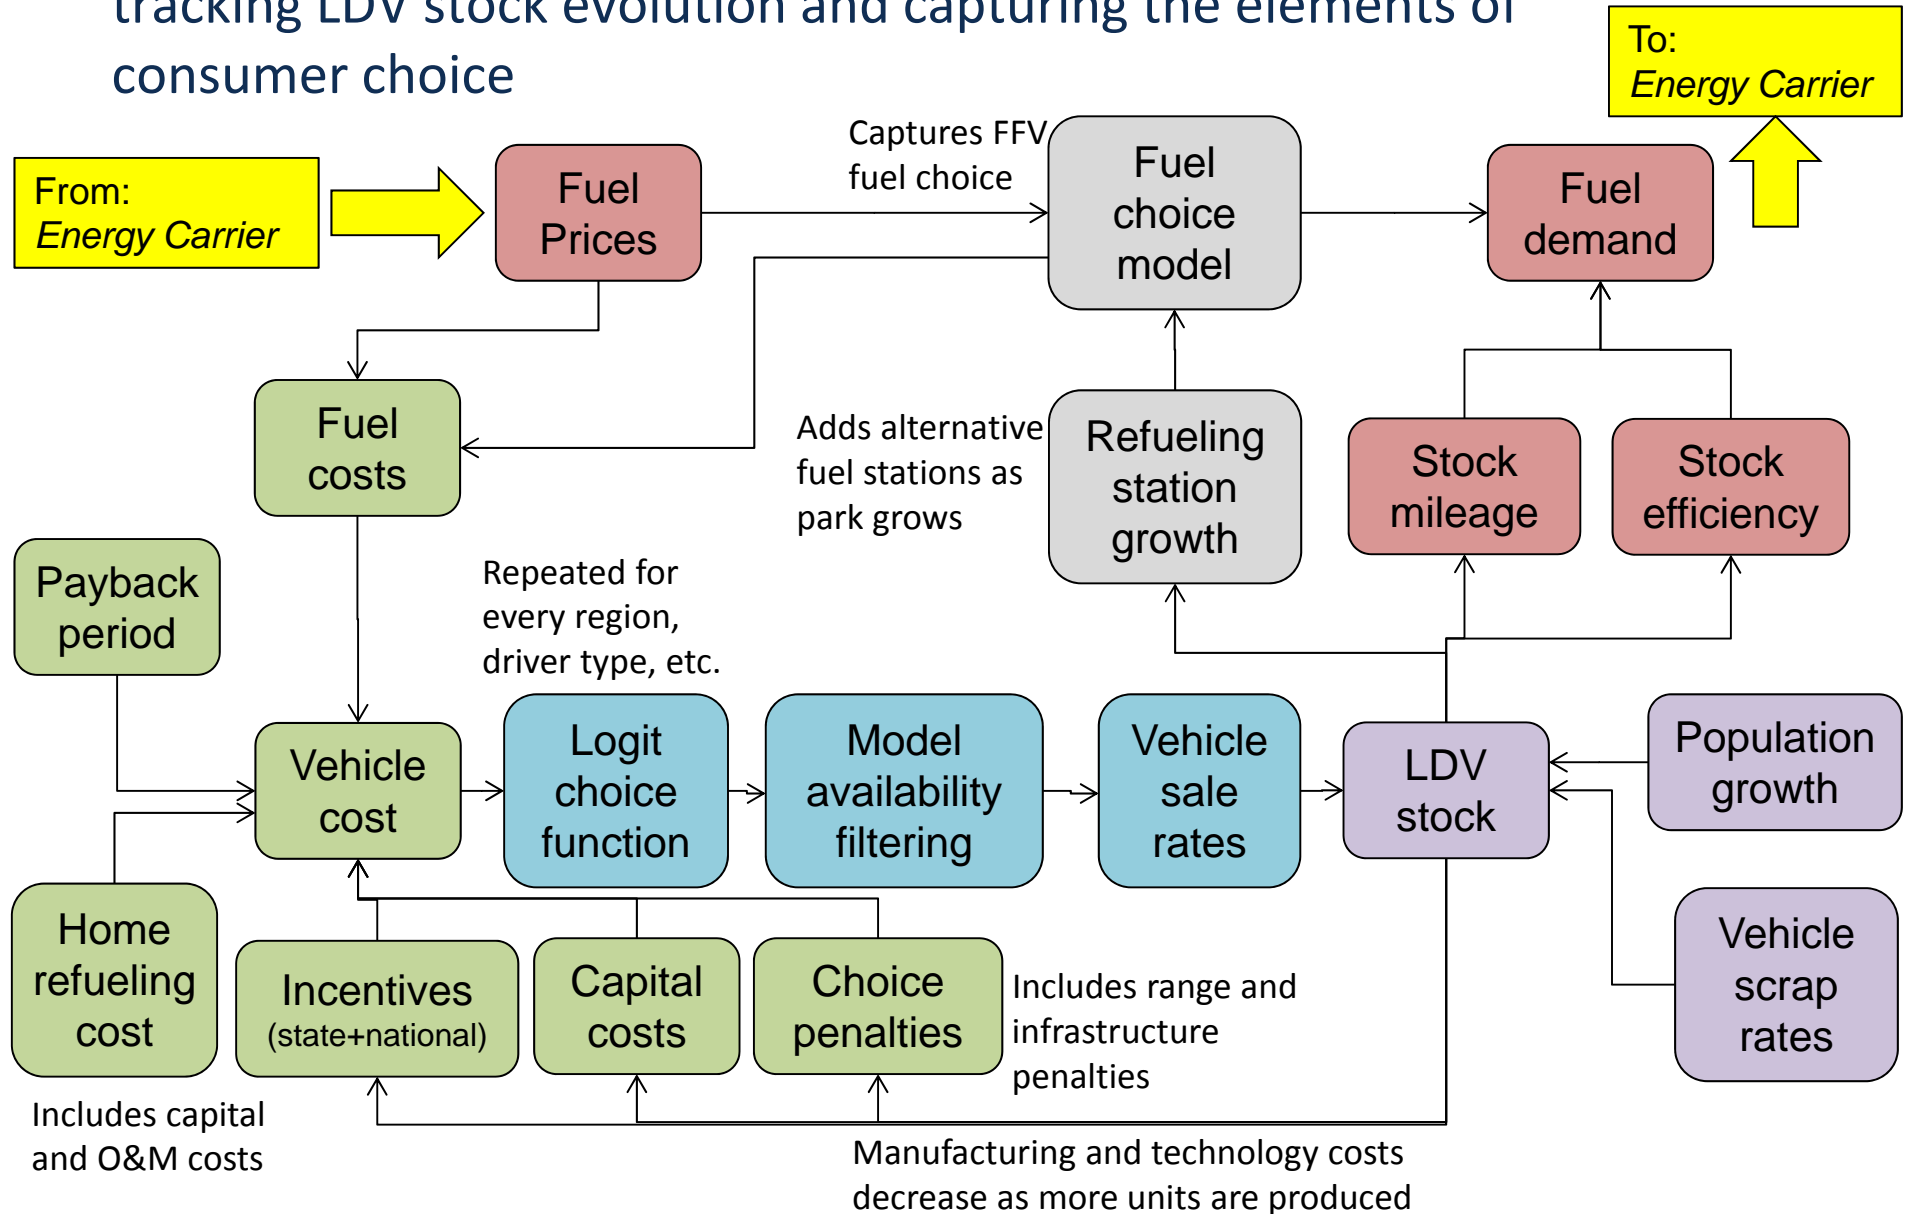 tracking LDV stock evolution and capturing the elements of
consumer choice
To:
Energy Carrier
From:
Energy Carrier
Fuel
Prices
Captures FFV
fuel choice
Fuel
choice
model
Fuel
demand
Fuel
costs
Adds alternative
fuel stations as
park grows
Refueling
station
growth
Stock
mileage
Stock
efficiency
Payback
period
Repeated for
every region,
driver type, etc.
Vehicle
cost
Logit
choice
function
Model
availability
filtering
Vehicle
sale
rates
LDV
stock
Population
growth
Home
refueling
cost
Incentives
(state+national)
Capital
costs
Choice
penalties
Includes range and
infrastructure
penalties
Vehicle
scrap
rates
Includes capital
and O&M costs
Manufacturing and technology costs
decrease as more units are produced